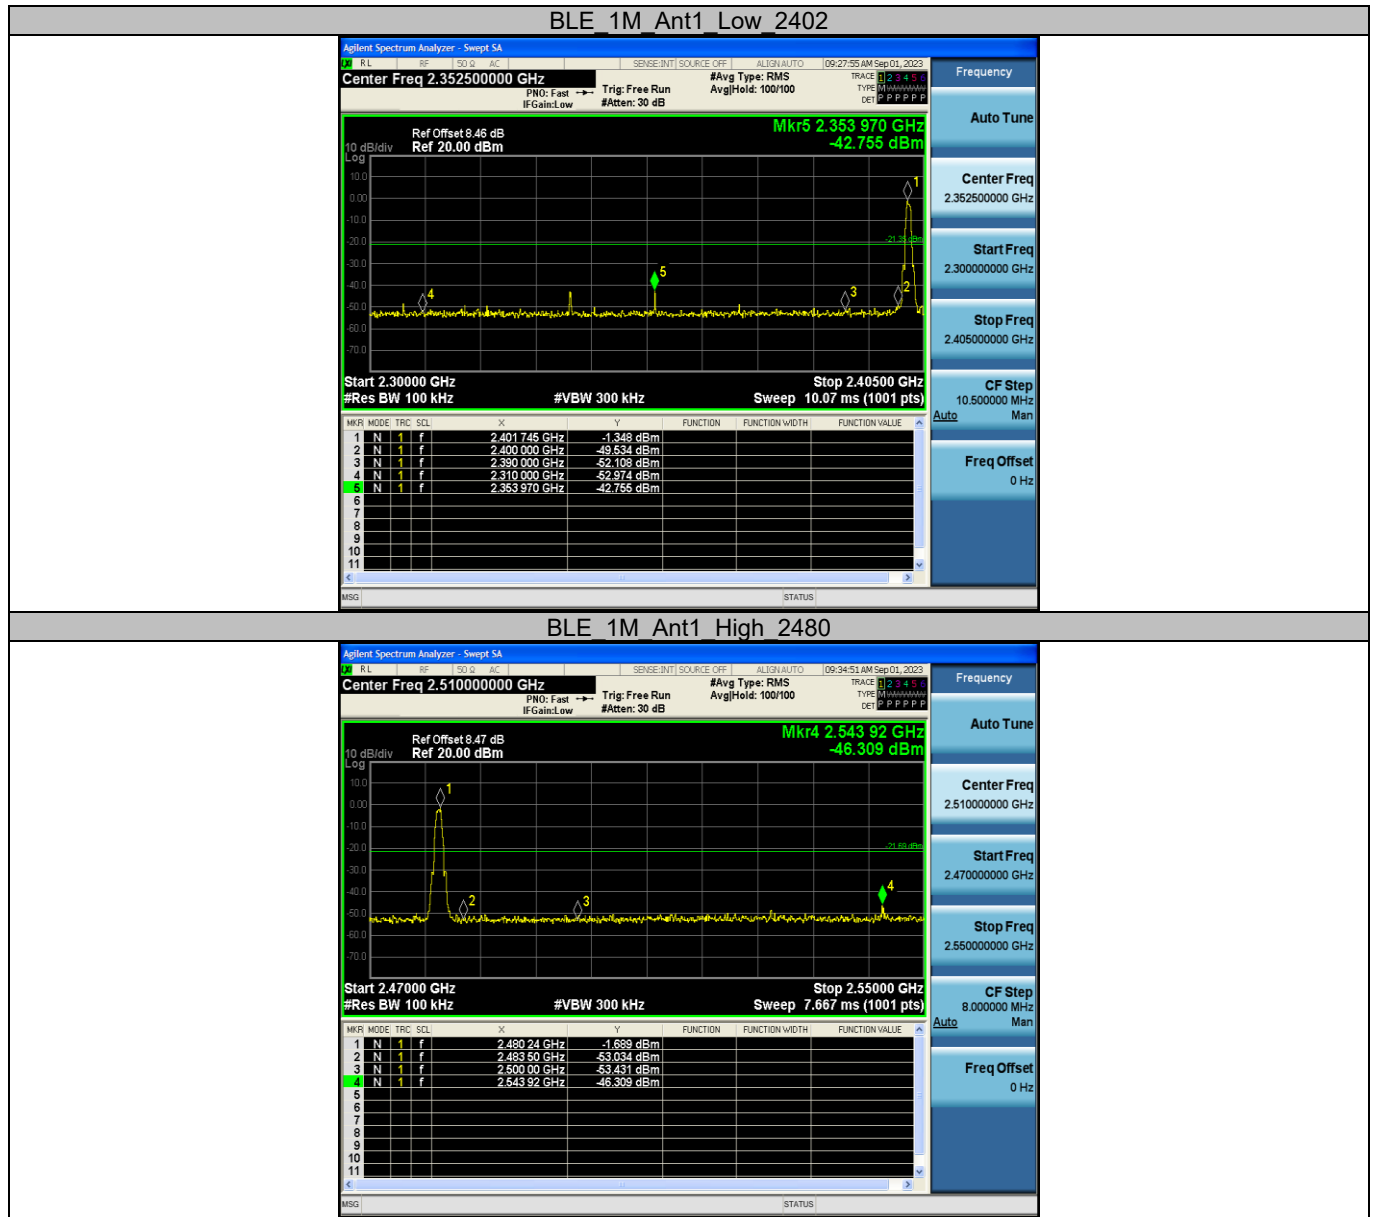 BLE_1M_Ant1_Low_2402
Agilent Spectrum Analyzer - Swept SA
RL RF 50 Ω AC SENSE:INT SOURCE OFF ALIGN AUTO 09:27:55 AM Sep 01, 2023
Center Freq 2.352500000 GHz #Avg Type: RMS TRACE 1 2 3 4 5 6
PNO: Fast Trig: Free Run Avg|Hold: 100/100 TYPE M
IFGain:Low #Atten: 30 dB DET P P P P P P
Mkr5 2.353 970 GHz
Ref Offset 8.46 dB
-42.755 dBm
10 dB/div Ref 20.00 dBm
Log
10.0
0.00
-10.0
-20.0
-21.35 dBm
-30.0
-40.0
-50.0
-60.0
-70.0
1
5
4
3
2
Start 2.30000 GHz Stop 2.40500 GHz
#Res BW 100 kHz #VBW 300 kHz Sweep 10.07 ms (1001 pts)
MKR MODE TRC SCL X Y FUNCTION FUNCTION WIDTH FUNCTION VALUE
1 N 1 f 2.401 745 GHz -1.348 dBm
2 N 1 f 2.400 000 GHz -49.534 dBm
3 N 1 f 2.390 000 GHz -52.108 dBm
4 N 1 f 2.310 000 GHz -52.974 dBm
5 N 1 f 2.353 970 GHz -42.755 dBm
6
7
8
9
10
11
MSG STATUS
Frequency
Auto Tune
Center Freq
2.352500000 GHz
Start Freq
2.300000000 GHz
Stop Freq
2.405000000 GHz
CF Step
10.500000 MHz
Auto Man
Freq Offset
0 Hz
BLE_1M_Ant1_High_2480
Agilent Spectrum Analyzer - Swept SA
RL RF 50 Ω AC SENSE:INT SOURCE OFF ALIGN AUTO 09:34:51 AM Sep 01, 2023
Center Freq 2.510000000 GHz #Avg Type: RMS TRACE 1 2 3 4 5 6
PNO: Fast Trig: Free Run Avg|Hold: 100/100 TYPE M
IFGain:Low #Atten: 30 dB DET P P P P P P
Mkr4 2.543 92 GHz
Ref Offset 8.47 dB
-46.309 dBm
10 dB/div Ref 20.00 dBm
Log
10.0
0.00
-10.0
-20.0
-21.69 dBm
-30.0
-40.0
-50.0
-60.0
-70.0
1
2
3
4
Start 2.47000 GHz Stop 2.55000 GHz
#Res BW 100 kHz #VBW 300 kHz Sweep 7.667 ms (1001 pts)
MKR MODE TRC SCL X Y FUNCTION FUNCTION WIDTH FUNCTION VALUE
1 N 1 f 2.480 24 GHz -1.689 dBm
2 N 1 f 2.483 50 GHz -53.034 dBm
3 N 1 f 2.500 00 GHz -53.431 dBm
4 N 1 f 2.543 92 GHz -46.309 dBm
5
6
7
8
9
10
11
MSG STATUS
Frequency
Auto Tune
Center Freq
2.510000000 GHz
Start Freq
2.470000000 GHz
Stop Freq
2.550000000 GHz
CF Step
8.000000 MHz
Auto Man
Freq Offset
0 Hz